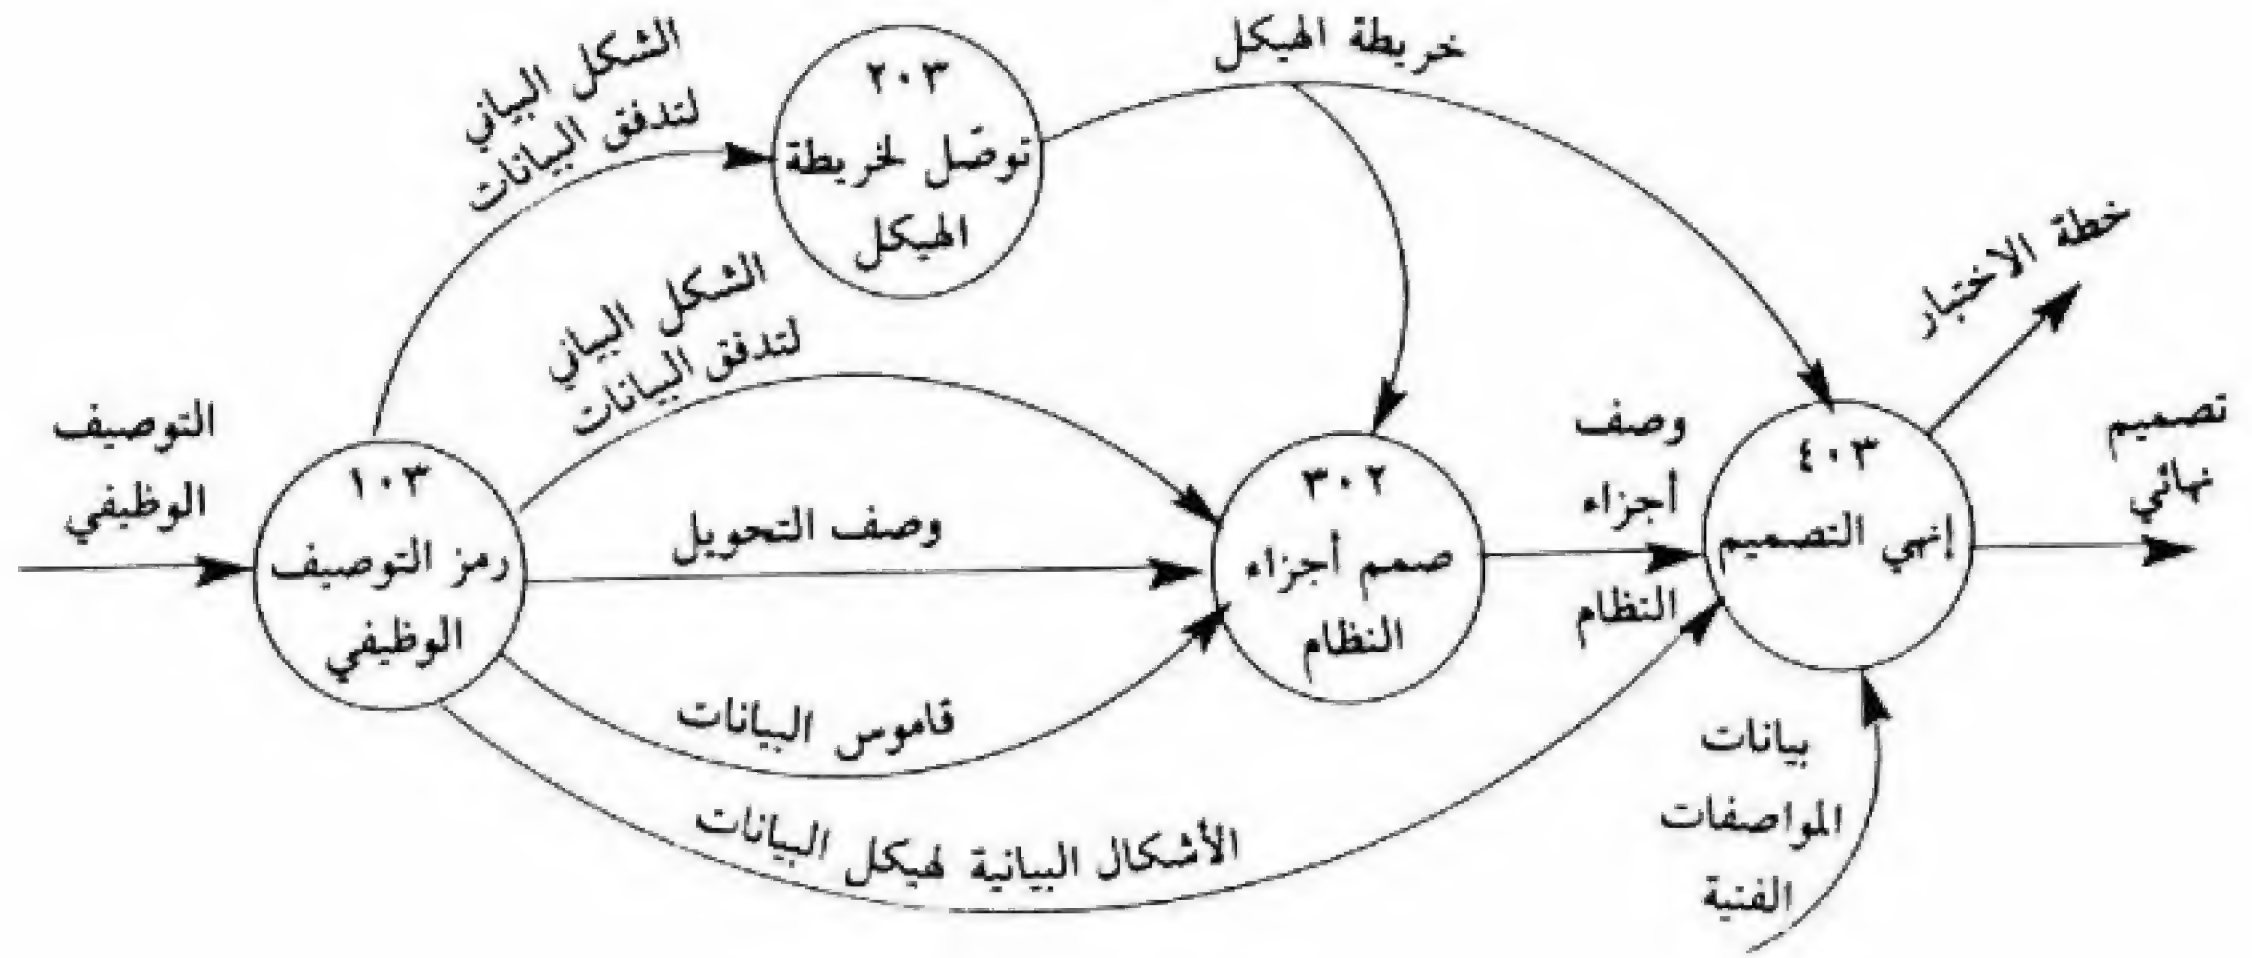 خريطة الهيكل
الشكل البياني
لتدفق البيانات
٢٠٣
توصّل لخريطة
الهيكل
خطة الاختبار
الشكل البياني
لتدفق البيانات
التوصيف
الوظيفي
١٠٣
رمز التوصيف
الوظيفي
وصف التحويل
٣٠٢
صمم أجزاء
النظام
وصف
أجزاء
النظام
٤٠٣
إنهي التصميم
تصميم
نهائي
قاموس البيانات
الأشكال البيانية لهيكل البيانات
بيانات
المواصفات
الفنية